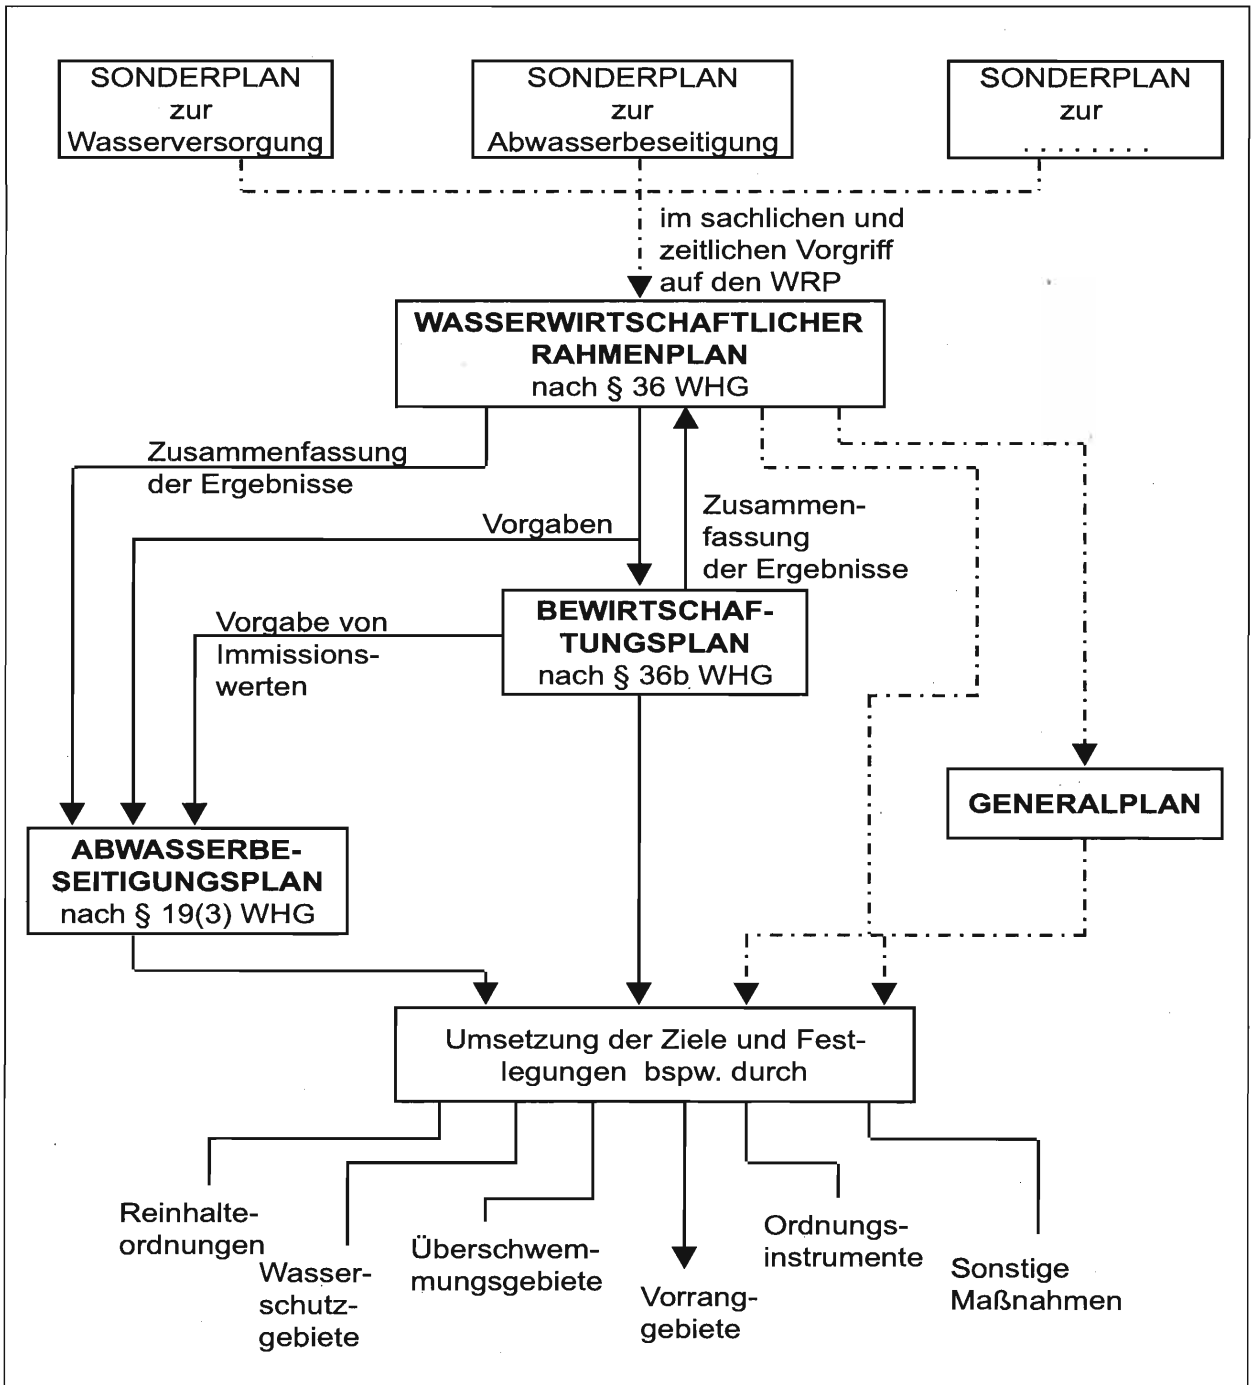 SONDERPLAN
zur
Wasserversorgung
SONDERPLAN
zur
Abwasserbeseitigung
SONDERPLAN
zur
. . . . . . . .
im sachlichen und
zeitlichen Vorgriff
auf den WRP
WASSERWIRTSCHAFTLICHER
RAHMENPLAN
nach § 36 WHG
Zusammenfassung
der Ergebnisse
Vorgaben
Zusammen-
fassung
der Ergebnisse
BEWIRTSCHAF-
TUNGSPLAN
nach § 36b WHG
Vorgabe von
Immissions-
werten
GENERALPLAN
ABWASSERBE-
SEITIGUNGSPLAN
nach § 19(3) WHG
Umsetzung der Ziele und Fest-
legungen bspw. durch
Reinhalte-
ordnungen
Wasser-
schutz-
gebiete
Überschwem-
mungsgebiete
Vorrang-
gebiete
Ordnungs-
instrumente
Sonstige
Maßnahmen